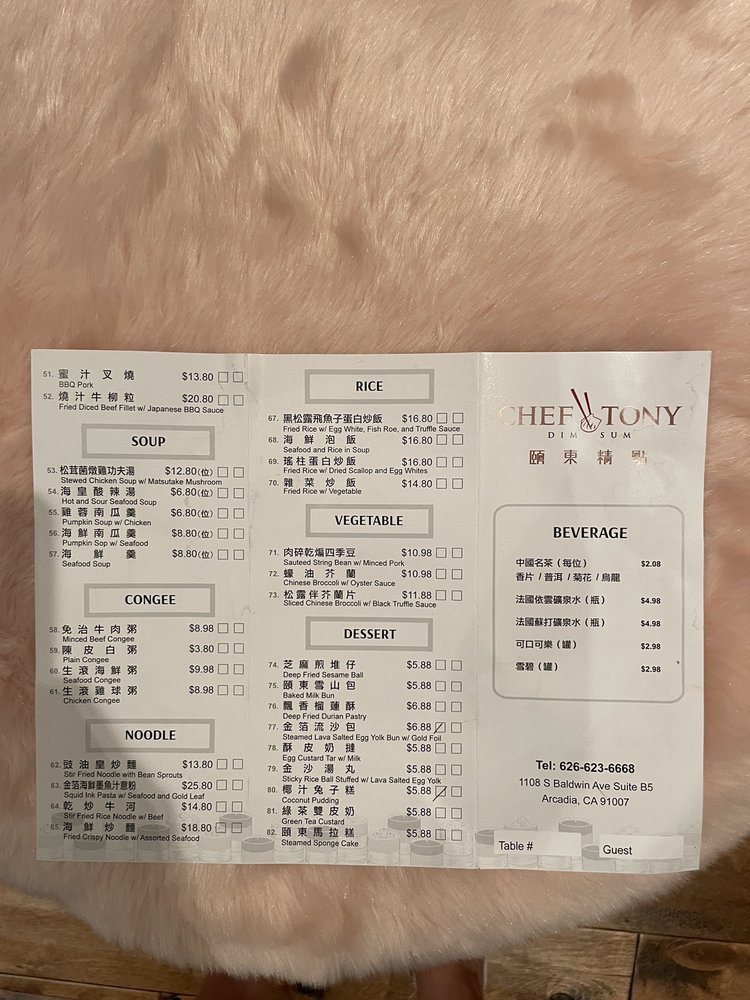 51. 蜜汁叉燒 $13.80
BBQ Pork
52. 燒汁牛柳粒 $20.80
Fried Diced Beef Fillet w/ Japanese BBQ Sauce
SOUP
53. 松茸菌燉雞功夫湯 $12.80(位)
Stewed Chicken Soup w/ Matsutake Mushroom
54. 海皇酸辣湯 $6.80(位)
Hot and Sour Seafood Soup
55. 雞蓉南瓜羹 $6.80(位)
Pumpkin Soup w/ Chicken
56. 海鮮南瓜羹 $8.80(位)
Pumpkin Sop w/ Seafood
57. 海鮮羹 $8.80(位)
Seafood Soup
CONGEE
58. 免治牛肉粥 $8.98
Minced Beef Congee
59. 陳皮白粥 $3.80
Plain Congee
60. 生滾海鮮粥 $9.98
Seafood Congee
61. 生滾雞球粥 $8.98
Chicken Congee
NOODLE
62. 豉油皇炒麵 $13.80
Stir Fried Noodle with Bean Sprouts
63. 金箔海鮮墨魚汁意粉 $25.80
Squid Ink Pasta w/ Seafood and Gold Leaf
64. 乾炒牛河 $14.80
Stir Fried Rice Noodle w/ Beef
65. 海鮮炒麵 $18.80
Fried Crispy Noodle w/ Assorted Seafood
RICE
67. 黑松露飛魚子蛋白炒飯 $16.80
Fried Rice w/ Egg White, Fish Roe, and Truffle Sauce
68. 海鮮泡飯 $16.80
Seafood and Rice in Soup
69. 瑤柱蛋白炒飯 $16.80
Fried Rice w/ Dried Scallop and Egg Whites
70. 雜菜炒飯 $14.80
Fried Rice w/ Vegetable
VEGETABLE
71. 肉碎乾煸四季豆 $10.98
Sauteed String Bean w/ Minced Pork
72. 蠔油芥蘭 $10.98
Chinese Broccoli w/ Oyster Sauce
73. 松露伴芥蘭片 $11.88
Sliced Chinese Broccoli w/ Black Truffle Sauce
DESSERT
74. 芝麻煎堆仔 $5.88
Deep Fried Sesame Ball
75. 頤東雪山包 $5.88
Baked Milk Bun
76. 飄香榴蓮酥 $6.88
Deep Fried Durian Pastry
77. 金箔流沙包 $6.88
Steamed Lava Salted Egg Yolk Bun w/ Gold Foil
78. 酥皮奶撻 $5.88
Egg Custard Tar w/ Milk
79. 金沙湯丸 $5.88
Sticky Rice Ball Stuffed w/ Lava Salted Egg Yolk
80. 椰汁兔子糕 $5.88
Coconut Pudding
81. 綠茶雙皮奶 $5.88
Green Tea Custard
82. 頤東馬拉糕 $5.88
Steamed Sponge Cake
CHEF TONY
DIM SUM
頤東精點
BEVERAGE
中國名茶（每位） $2.08
香片 / 普洱 / 菊花 / 烏龍
法國依雲礦泉水（瓶） $4.98
法國蘇打礦泉水（瓶） $4.98
可口可樂（罐） $2.98
雪碧（罐） $2.98
Tel: 626-623-6668
1108 S Baldwin Ave Suite B5
Arcadia, CA 91007
Table #
Guest